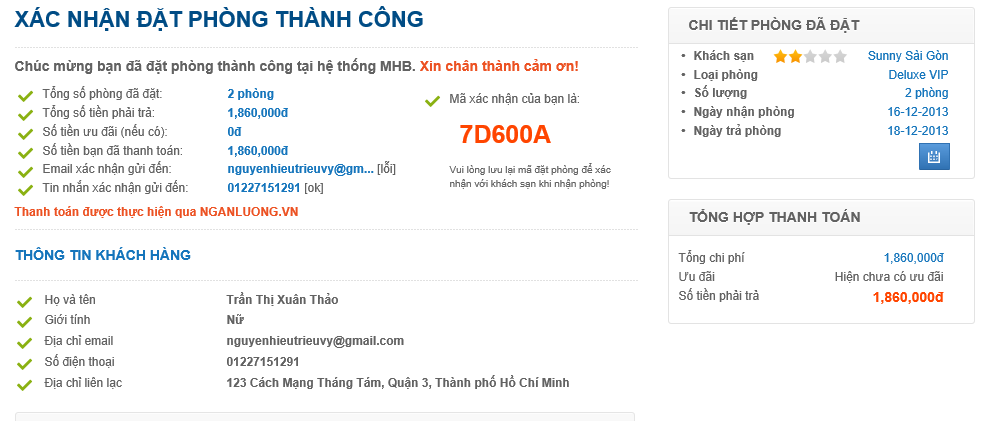 XÁC NHẬN ĐẶT PHÒNG THÀNH CÔNG
Chúc mừng bạn đã đặt phòng thành công tại hệ thống MHB. Xin chân thành cảm ơn!
Tổng số phòng đã đặt: 2 phòng
Tổng số tiền phải trả: 1,860,000đ
Số tiền ưu đãi (nếu có): 0đ
Số tiền bạn đã thanh toán: 1,860,000đ
Email xác nhận gửi đến: nguyenhieutrieuvy@gm... [lỗi]
Tin nhắn xác nhận gửi đến: 01227151291 [ok]
Mã xác nhận của bạn là:
7D600A
Vui lòng lưu lại mã đặt phòng để xác
nhận với khách sạn khi nhận phòng!
Thanh toán được thực hiện qua NGANLUONG.VN
THÔNG TIN KHÁCH HÀNG
Họ và tên Trần Thị Xuân Thảo
Giới tính Nữ
Địa chỉ email nguyenhieutrieuvy@gmail.com
Số điện thoại 01227151291
Địa chỉ liên lạc 123 Cách Mạng Tháng Tám, Quận 3, Thành phố Hồ Chí Minh
CHI TIẾT PHÒNG ĐÃ ĐẶT
• Khách sạn Sunny Sài Gòn
• Loại phòng Deluxe VIP
• Số lượng 2 phòng
• Ngày nhận phòng 16-12-2013
• Ngày trả phòng 18-12-2013
TỔNG HỢP THANH TOÁN
Tổng chi phí 1,860,000đ
Ưu đãi Hiện chưa có ưu đãi
Số tiền phải trả 1,860,000đ